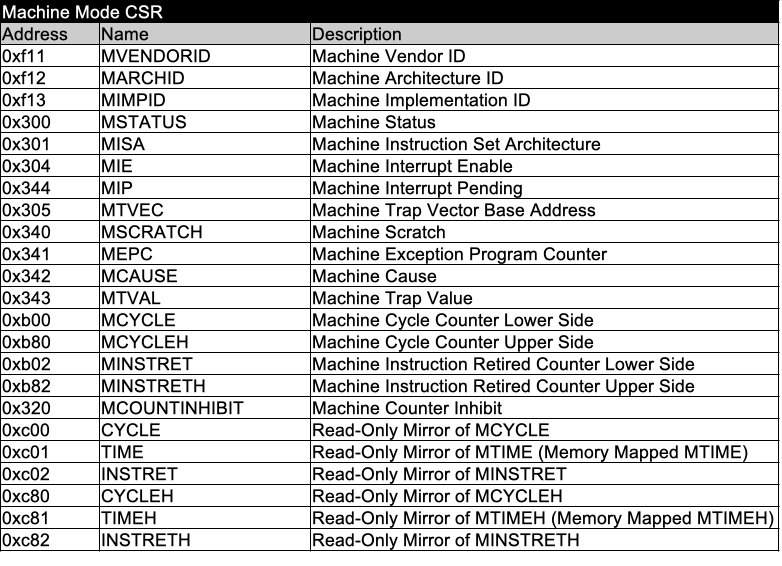 Machine Mode CSR
Address Name Description
0xf11 MVENDORID Machine Vendor ID
0xf12 MARCHID Machine Architecture ID
0xf13 MIMPID Machine Implementation ID
0x300 MSTATUS Machine Status
0x301 MISA Machine Instruction Set Architecture
0x304 MIE Machine Interrupt Enable
0x344 MIP Machine Interrupt Pending
0x305 MTVEC Machine Trap Vector Base Address
0x340 MSCRATCH Machine Scratch
0x341 MEPC Machine Exception Program Counter
0x342 MCAUSE Machine Cause
0x343 MTVAL Machine Trap Value
0xb00 MCYCLE Machine Cycle Counter Lower Side
0xb80 MCYCLEH Machine Cycle Counter Upper Side
0xb02 MINSTRET Machine Instruction Retired Counter Lower Side
0xb82 MINSTRETH Machine Instruction Retired Counter Upper Side
0x320 MCOUNTINHIBIT Machine Counter Inhibit
0xc00 CYCLE Read-Only Mirror of MCYCLE
0xc01 TIME Read-Only Mirror of MTIME (Memory Mapped MTIME)
0xc02 INSTRET Read-Only Mirror of MINSTRET
0xc80 CYCLEH Read-Only Mirror of MCYCLEH
0xc81 TIMEH Read-Only Mirror of MTIMEH (Memory Mapped MTIMEH)
0xc82 INSTRETH Read-Only Mirror of MINSTRETH